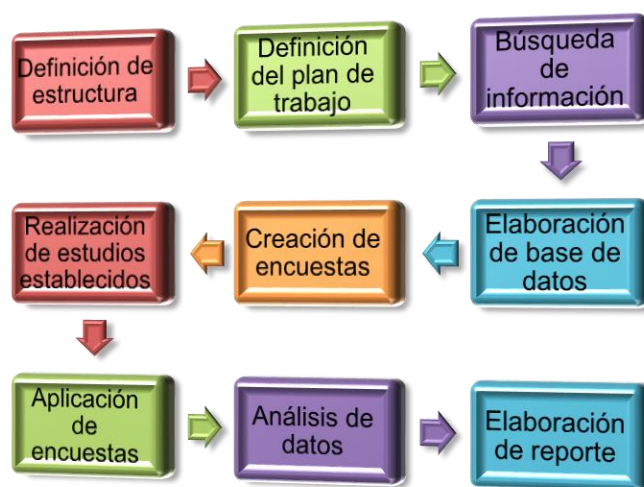 Definición de
estructura
Definición
del plan de
trabajo
Búsqueda
de
información
Elaboración
de base de
datos
Creación de
encuestas
Realización
de estudios
establecidos
Aplicación
de
encuestas
Análisis de
datos
Elaboración
de reporte